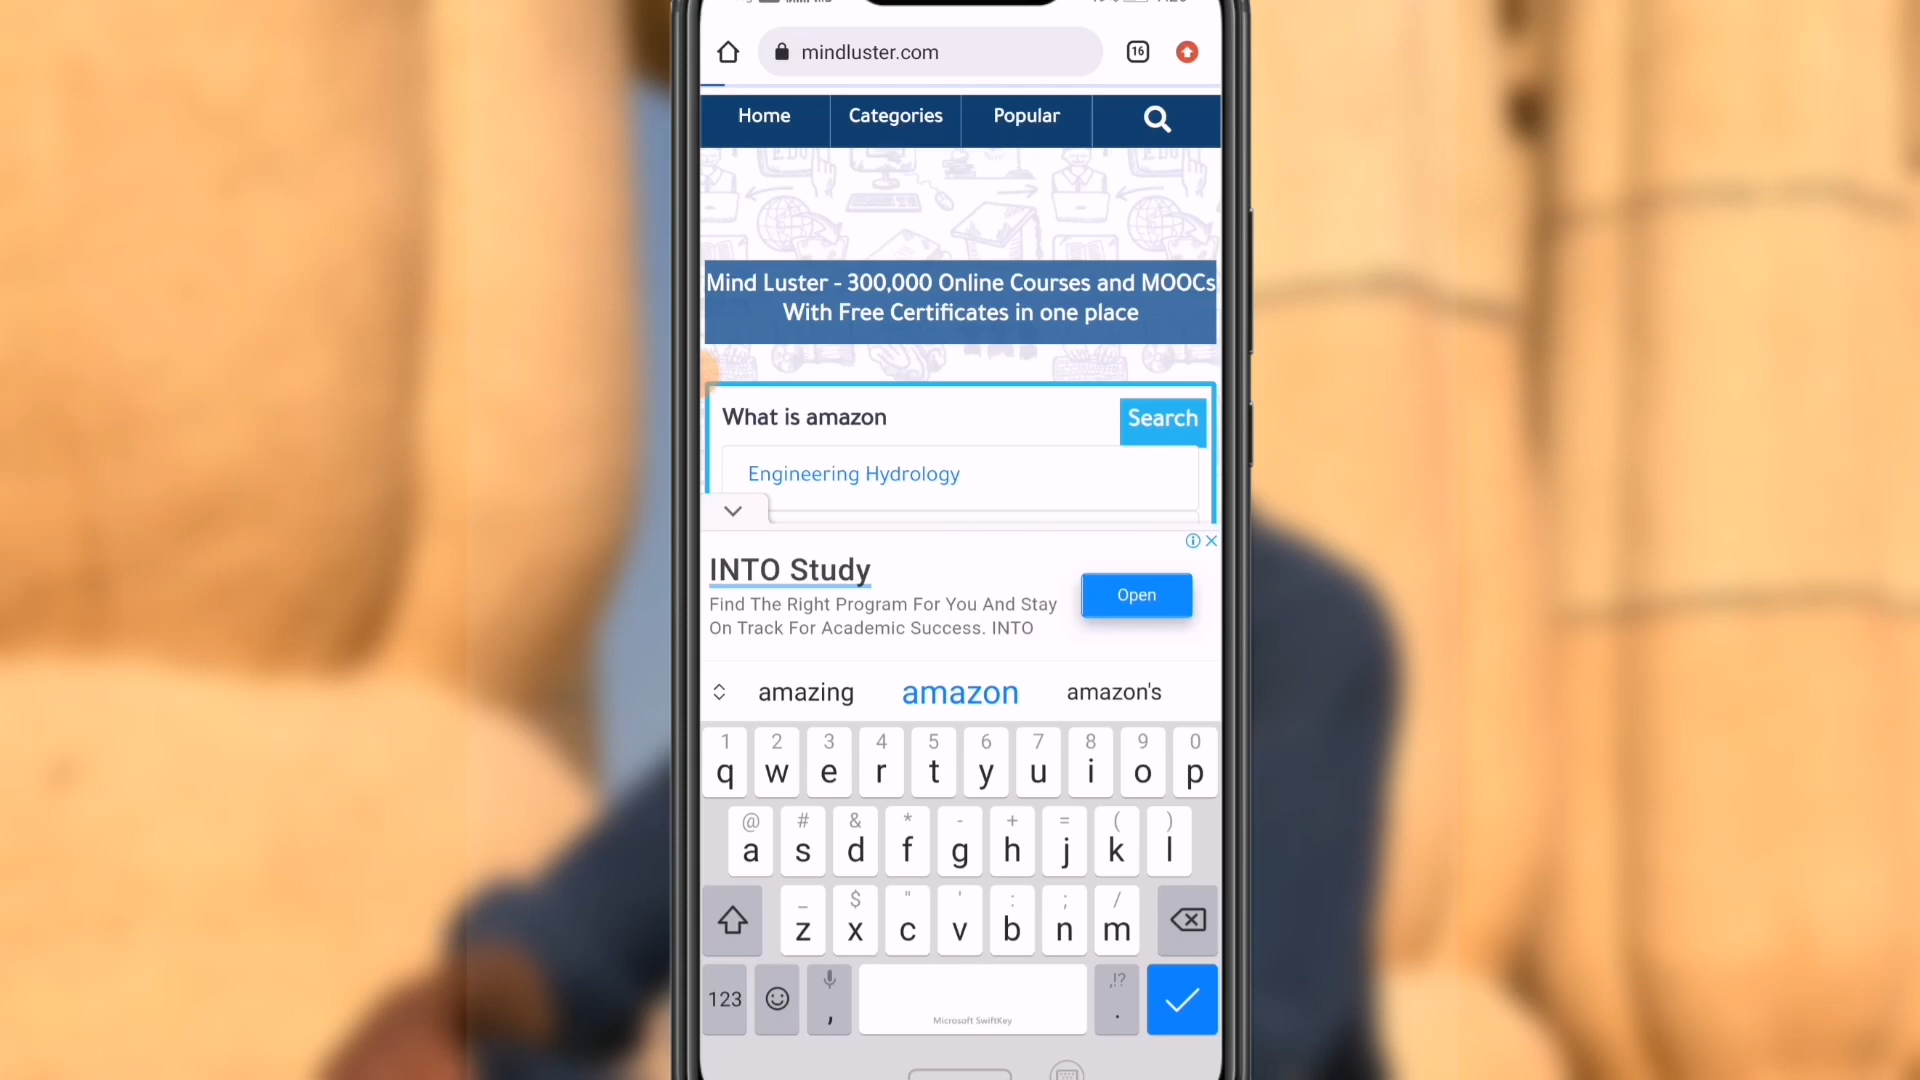 mindluster.com
16
Home
Categories
Popular
Mind Luster - 300,000 Online Courses and MOOCs
With Free Certificates in one place
What is amazon
Search
Engineering Hydrology
INTO Study
Find The Right Program For You And Stay
On Track For Academic Success. INTO
Open
amazing
amazon
amazon's
1 2 3 4 5 6 7 8 9 0
q w e r t y u i o p
@ # & * - + = ( )
a s d f g h j k l
_ $ " ' : ; /
z x c v b n m
,!?
123
,
.
Microsoft SwiftKey